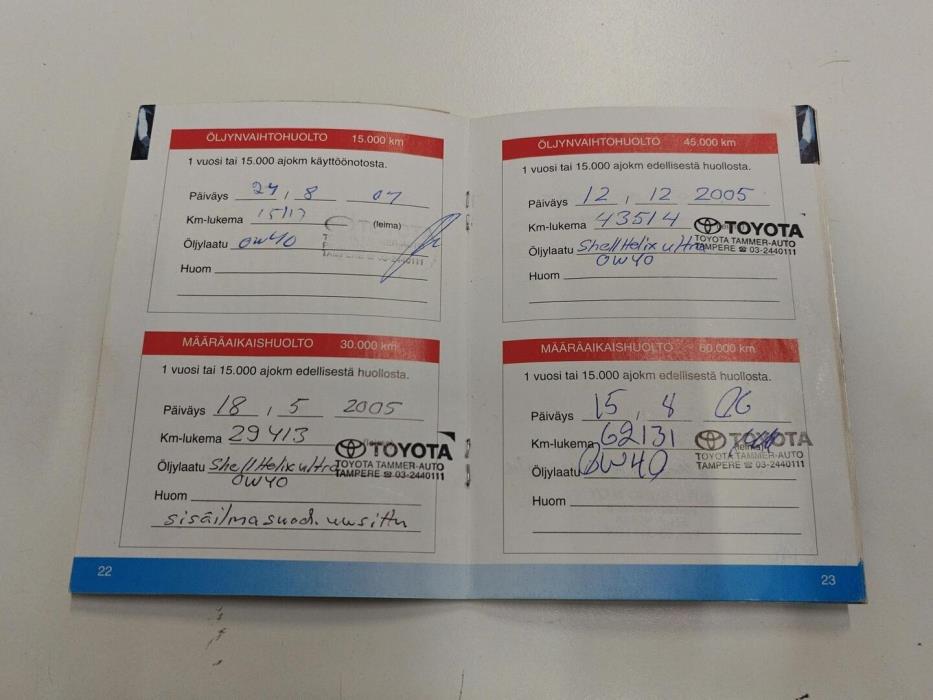 ÖLJYNVAIHTOHUOLTO 15.000 km
1 vuosi tai 15.000 ajokm käyttöönotosta.
Päiväys 24, 8 04
Km-lukema 15117
(leima)
Öljylaatu 0W40
TAMPERE ☎ 03-2440111
Huom
MÄÄRÄAIKAISHUOLTO 30.000 km
1 vuosi tai 15.000 ajokm edellisestä huollosta.
Päiväys 18, 5 2005
Km-lukema 29413
TOYOTA
Öljylaatu Shell Helix ultra
TOYOTA TAMMER-AUTO
0W40
TAMPERE ☎ 03-2440111
Huom
sisäilmasuod. uusittu
22
ÖLJYNVAIHTOHUOLTO 45.000 km
1 vuosi tai 15.000 ajokm edellisestä huollosta.
Päiväys 12, 12 2005
Km-lukema 43514
TOYOTA
Öljylaatu Shell Helix ultra
TOYOTA TAMMER-AUTO
0W40
TAMPERE ☎ 03-2440111
Huom
MÄÄRÄAIKAISHUOLTO 60.000 km
1 vuosi tai 15.000 ajokm edellisestä huollosta.
Päiväys 15, 8 06
Km-lukema 62131
(leima)
TOYOTA
Öljylaatu 0W40
TOYOTA TAMMER-AUTO
TAMPERE ☎ 03-2440111
Huom
23